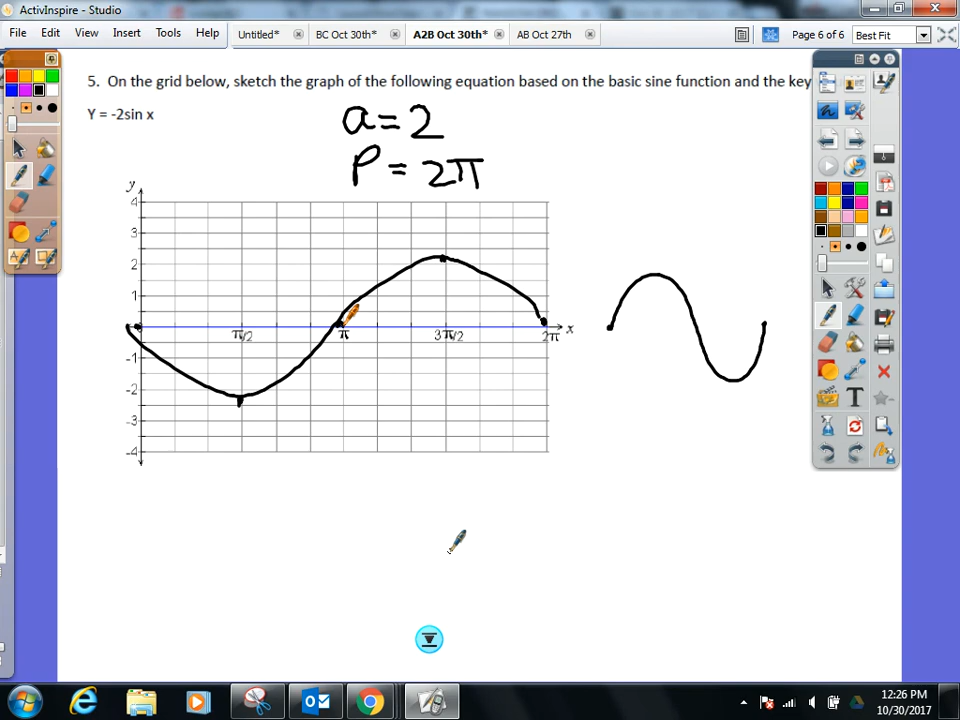 ActivInspire - Studio
File Edit View Insert Tools Help
Untitled* BC Oct 30th* A2B Oct 30th* AB Oct 27th
Page 6 of 6 Best Fit
5. On the grid below, sketch the graph of the following equation based on the basic sine function and the key
Y = -2sin x
a = 2
P = 2π
y
4
3
2
1
-1
-2
-3
-4
π/2 π 3π/2 2π x
12:26 PM
10/30/2017